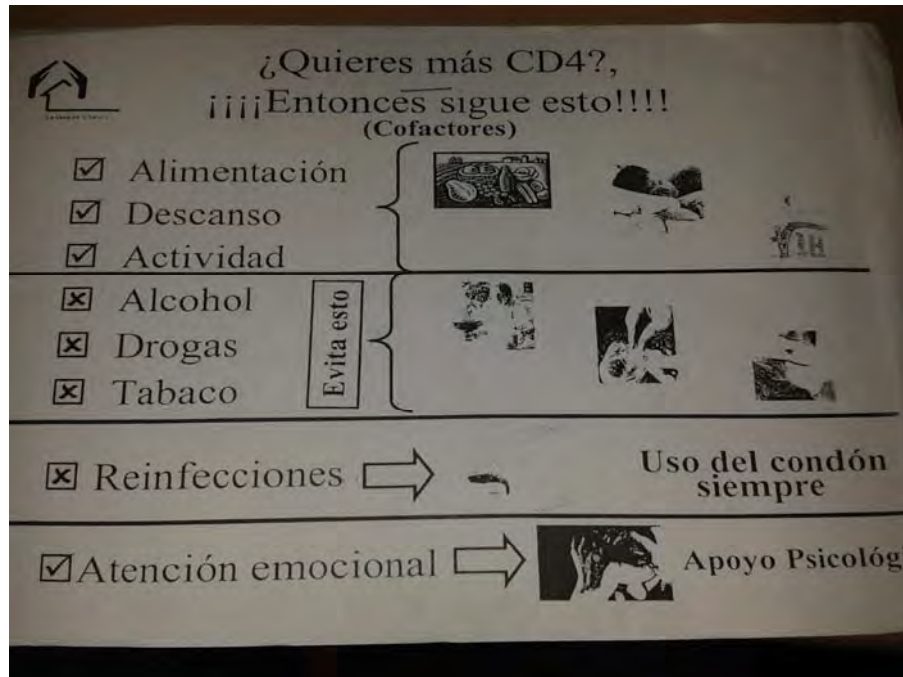 ¿Quieres más CD4?,
¡¡¡¡Entonces sigue esto!!!!
(Cofactores)
Alimentación
Descanso
Actividad
Alcohol
Drogas
Tabaco
Evita esto
Reinfecciones
Uso del condón
siempre
Atención emocional
Apoyo Psicológ